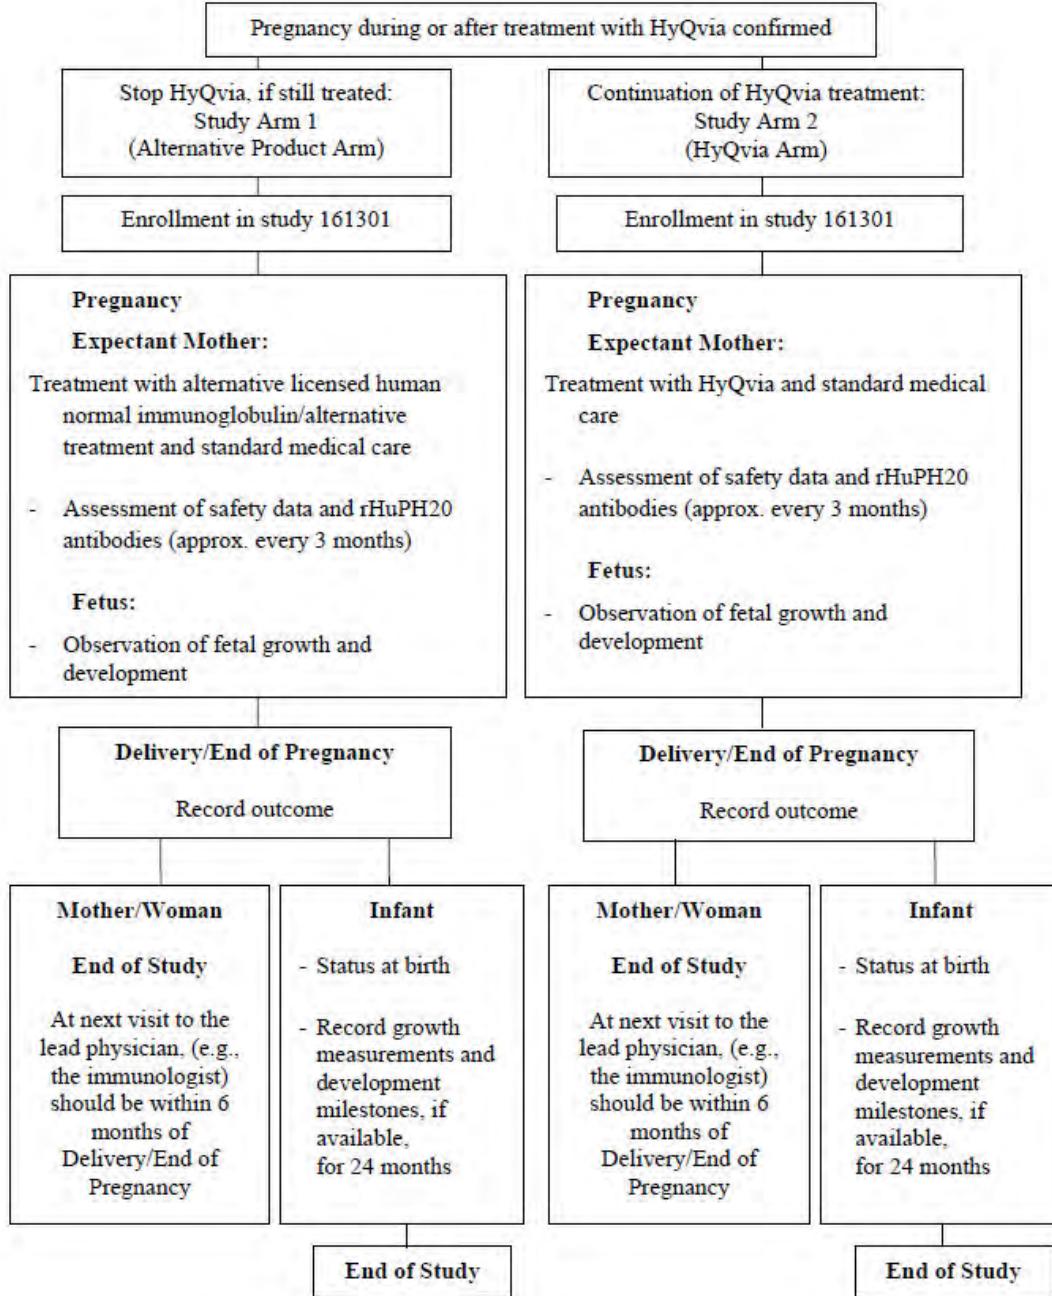 Pregnancy during or after treatment with HyQvia confirmed
Stop HyQvia, if still treated:
Study Arm 1
(Alternative Product Arm)
Continuation of HyQvia treatment:
Study Arm 2
(HyQvia Arm)
Enrollment in study 161301
Enrollment in study 161301
Pregnancy
Expectant Mother:
Treatment with alternative licensed human
normal immunoglobulin/alternative
treatment and standard medical care
- Assessment of safety data and rHuPH20
antibodies (approx. every 3 months)
Fetus:
- Observation of fetal growth and
development
Pregnancy
Expectant Mother:
Treatment with HyQvia and standard medical
care
- Assessment of safety data and rHuPH20
antibodies (approx. every 3 months)
Fetus:
- Observation of fetal growth and
development
Delivery/End of Pregnancy
Record outcome
Delivery/End of Pregnancy
Record outcome
Mother/Woman
End of Study
At next visit to the
lead physician, (e.g.,
the immunologist)
should be within 6
months of
Delivery/End of
Pregnancy
Infant
- Status at birth
- Record growth
measurements and
development
milestones, if
available,
for 24 months
End of Study
Mother/Woman
End of Study
At next visit to the
lead physician, (e.g.,
the immunologist)
should be within 6
months of
Delivery/End of
Pregnancy
Infant
- Status at birth
- Record growth
measurements and
development
milestones, if
available,
for 24 months
End of Study